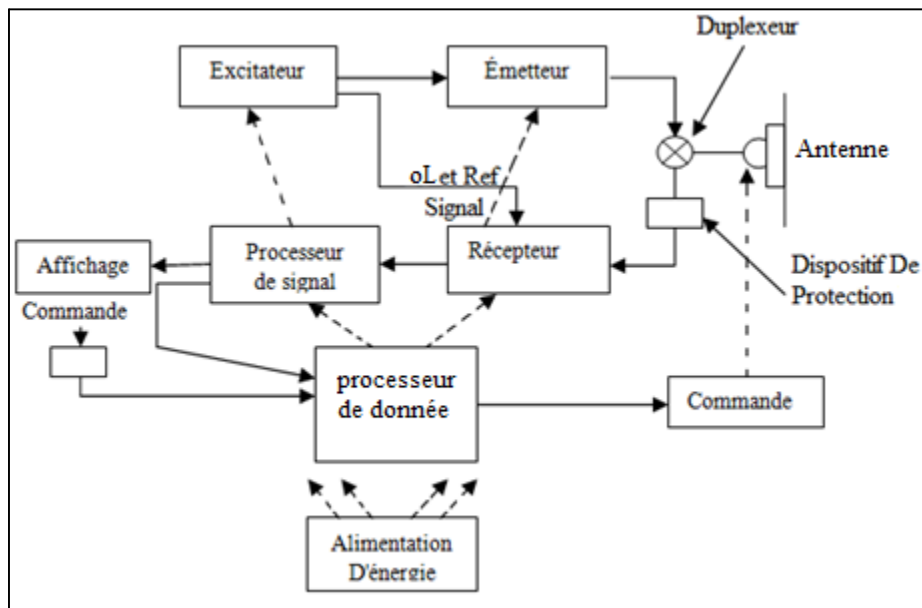 Duplexeur
Excitateur
Émetteur
Antenne
oLet Ref
Signal
Affichage
Processeur
de signal
Récepteur
Dispositif De
Protection
Commande
processeur
de donnée
Commande
Alimentation
D'énergie